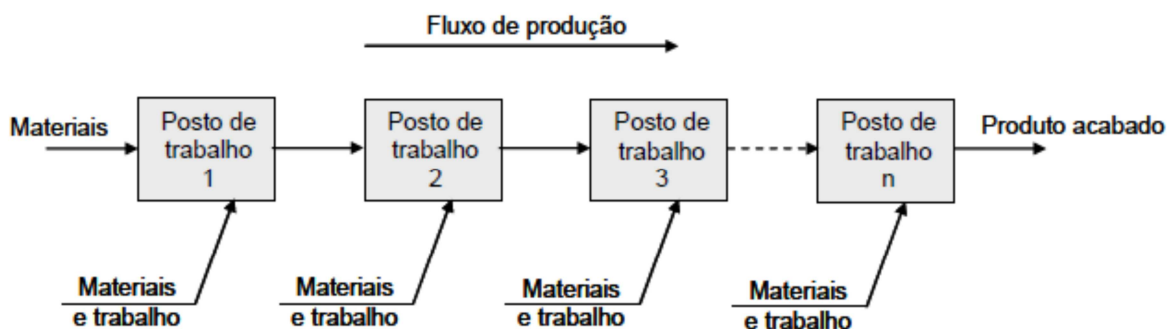 Fluxo de produção
Materiais
Posto de
trabalho
1
Posto de
trabalho
2
Posto de
trabalho
3
Posto de
trabalho
n
Produto acabado
Materiais
e trabalho
Materiais
e trabalho
Materiais
e trabalho
Materiais
e trabalho